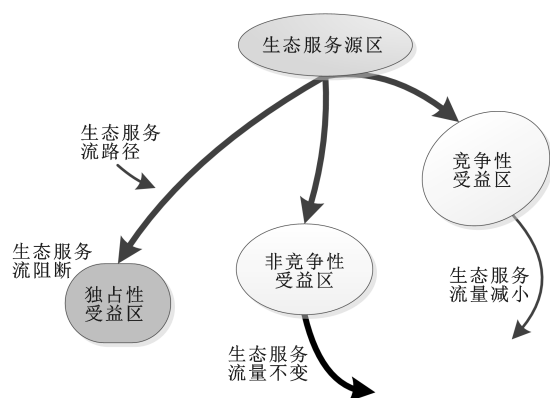 生态服务源区
生态服务
流路径
竞争性
受益区
生态服务
流阻断
独占性
受益区
非竞争性
受益区
生态服务
流量减小
生态服务
流量不变